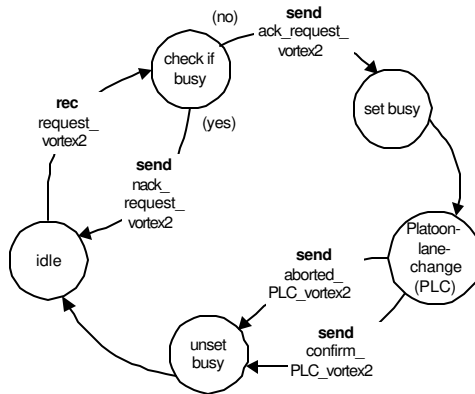 (no)
send
ack_request_
vortex2
check if
busy
rec
request_
vortex2
(yes)
send
nack_
request_
vortex2
set busy
idle
Platoon-
lane-
change
(PLC)
send
aborted_
PLC_vortex2
send
confirm_
PLC_vortex2
unset
busy